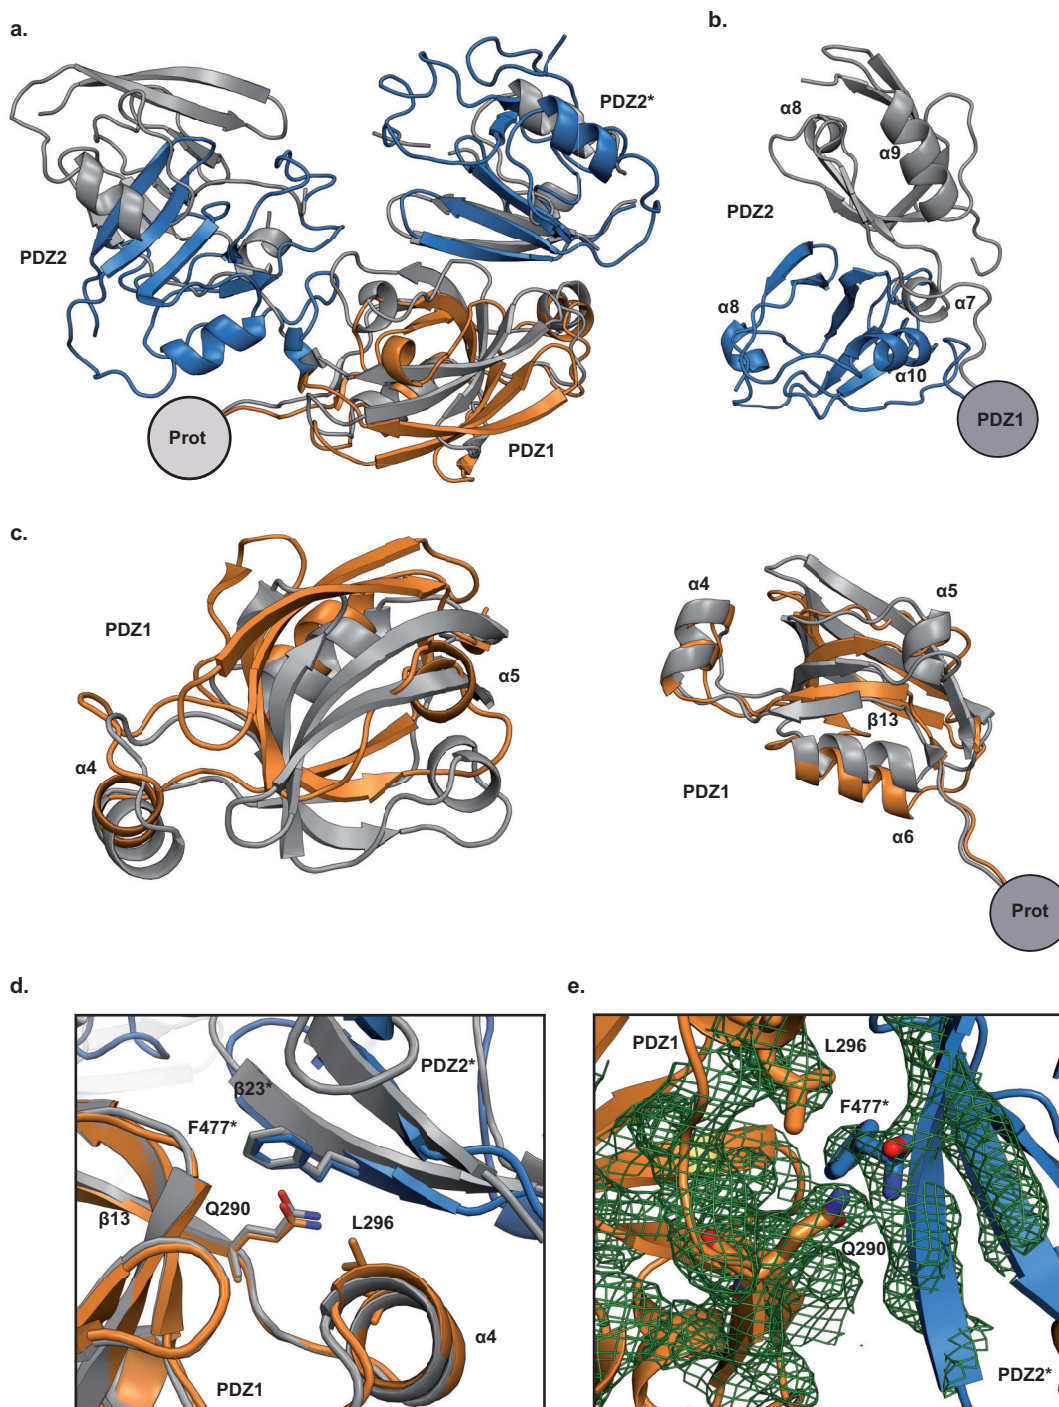 a.
PDZ2*
PDZ2
Prot
PDZ1
b.
α8
α9
PDZ2
α8
α7
α10
PDZ1
c.
PDZ1
α5
α4
α4
α5
β13
PDZ1
α6
Prot
d.
PDZ2*
β23*
F477*
Q290
β13
L296
α4
PDZ1
e.
PDZ1
L296
F477*
Q290
PDZ2*